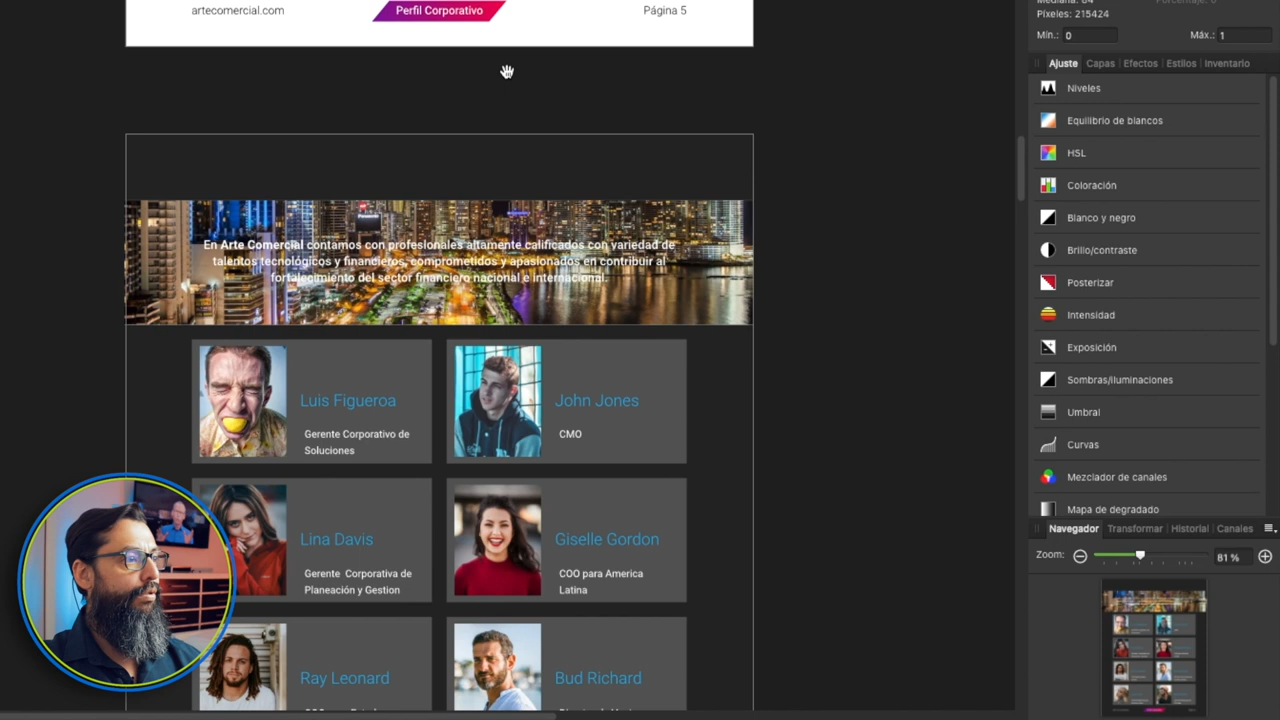 artecomercial.com
Perfil Corporativo
Página 5
En Arte Comercial contamos con profesionales altamente calificados con variedad de
talentos tecnológicos y financieros, comprometidos y apasionados en contribuir al
fortalecimiento del sector financiero nacional e internacional.
Luis Figueroa
Gerente Corporativo de
Soluciones
John Jones
CMO
Lina Davis
Gerente Corporativa de
Planeación y Gestion
Giselle Gordon
COO para America
Latina
Ray Leonard
Bud Richard
Píxeles: 215424
Mín.: 0
Máx.: 1
Ajuste Capas Efectos Estilos Inventario
Niveles
Equilibrio de blancos
HSL
Coloración
Blanco y negro
Brillo/contraste
Posterizar
Intensidad
Exposición
Sombras/iluminaciones
Umbral
Curvas
Mezclador de canales
Mapa de degradado
Navegador Transformar Historial Canales
Zoom: 81 %